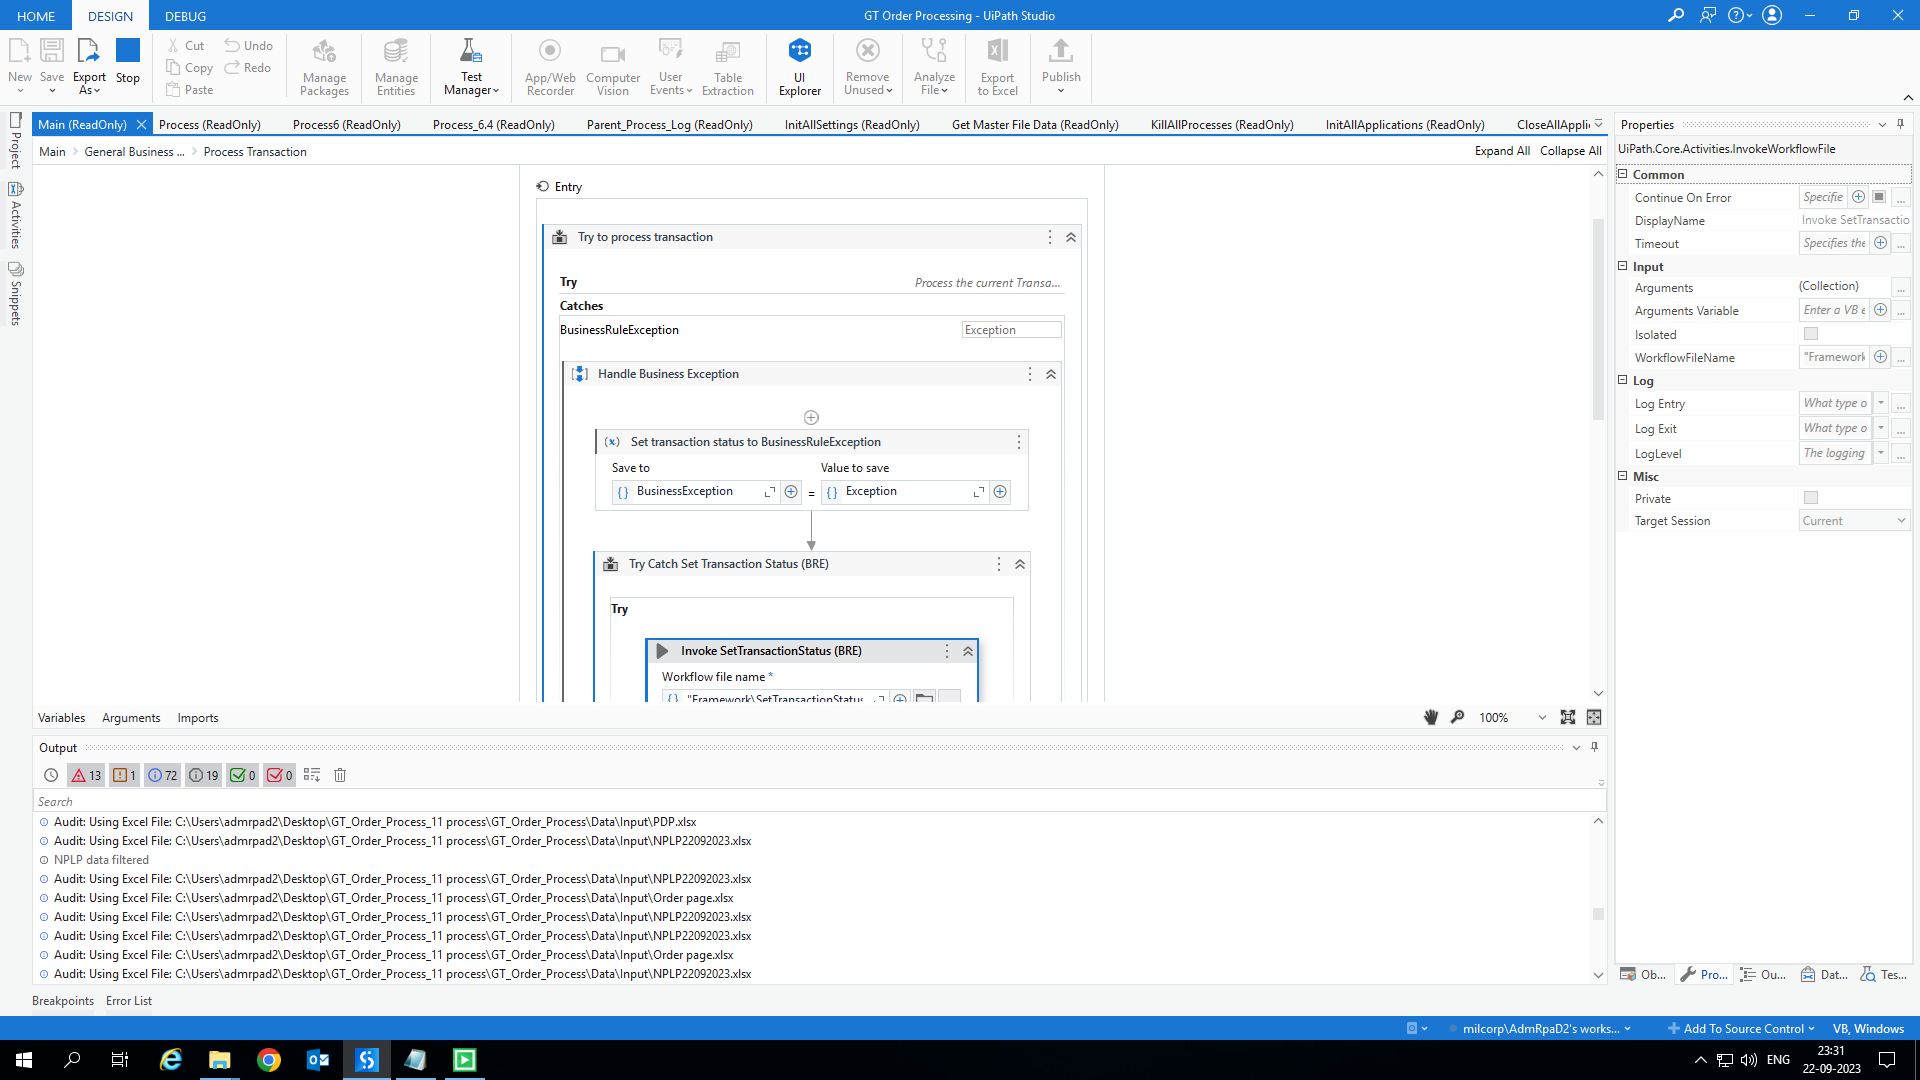 HOME
DESIGN
DEBUG
GT Order Processing - UiPath Studio
New
Save
Export As
Stop
Cut
Copy
Paste
Undo
Redo
Manage Packages
Manage Entities
Test Manager
App/Web Recorder
Computer Vision
User Events
Table Extraction
UI Explorer
Remove Unused
Analyze File
Export to Excel
Publish
Project
Activities
Snippets
Main (ReadOnly)
Process (ReadOnly)
Process6 (ReadOnly)
Process_6.4 (ReadOnly)
Parent_Process_Log (ReadOnly)
InitAllSettings (ReadOnly)
Get Master File Data (ReadOnly)
KillAllProcesses (ReadOnly)
InitAllApplications (ReadOnly)
CloseAllAppli
Main > General Business ... > Process Transaction
Expand All
Collapse All
Entry
Try to process transaction
Try
Process the current Transa...
Catches
BusinessRuleException
Exception
Handle Business Exception
(x) Set transaction status to BusinessRuleException
Save to
Value to save
{} BusinessException
=
{} Exception
Try Catch Set Transaction Status (BRE)
Try
Invoke SetTransactionStatus (BRE)
Workflow file name *
{} "Framework\SetTransactionStatus
Variables
Arguments
Imports
100%
Output
13
1
72
19
0
0
Search
Audit: Using Excel File: C:\Users\admrpad2\Desktop\GT_Order_Process_11 process\GT_Order_Process\Data\Input\PDP.xlsx
Audit: Using Excel File: C:\Users\admrpad2\Desktop\GT_Order_Process_11 process\GT_Order_Process\Data\Input\NPLP22092023.xlsx
NPLP data filtered
Audit: Using Excel File: C:\Users\admrpad2\Desktop\GT_Order_Process_11 process\GT_Order_Process\Data\Input\NPLP22092023.xlsx
Audit: Using Excel File: C:\Users\admrpad2\Desktop\GT_Order_Process_11 process\GT_Order_Process\Data\Input\Order page.xlsx
Audit: Using Excel File: C:\Users\admrpad2\Desktop\GT_Order_Process_11 process\GT_Order_Process\Data\Input\NPLP22092023.xlsx
Audit: Using Excel File: C:\Users\admrpad2\Desktop\GT_Order_Process_11 process\GT_Order_Process\Data\Input\NPLP22092023.xlsx
Audit: Using Excel File: C:\Users\admrpad2\Desktop\GT_Order_Process_11 process\GT_Order_Process\Data\Input\Order page.xlsx
Audit: Using Excel File: C:\Users\admrpad2\Desktop\GT_Order_Process_11 process\GT_Order_Process\Data\Input\NPLP22092023.xlsx
Breakpoints
Error List
Properties
UiPath.Core.Activities.InvokeWorkflowFile
Common
Continue On Error
Specifie
...
DisplayName
Invoke SetTransactio
Timeout
Specifies the
...
Input
Arguments
(Collection)
...
Arguments Variable
Enter a VB e
...
Isolated
WorkflowFileName
"Framework
...
Log
Log Entry
What type o
...
Log Exit
What type o
...
LogLevel
The logging
...
Misc
Private
Target Session
Current
Ob...
Pro...
Ou...
Dat...
Tes...
milcorp\AdmRpaD2's works...
Add To Source Control
VB, Windows
ENG
23:31
22-09-2023